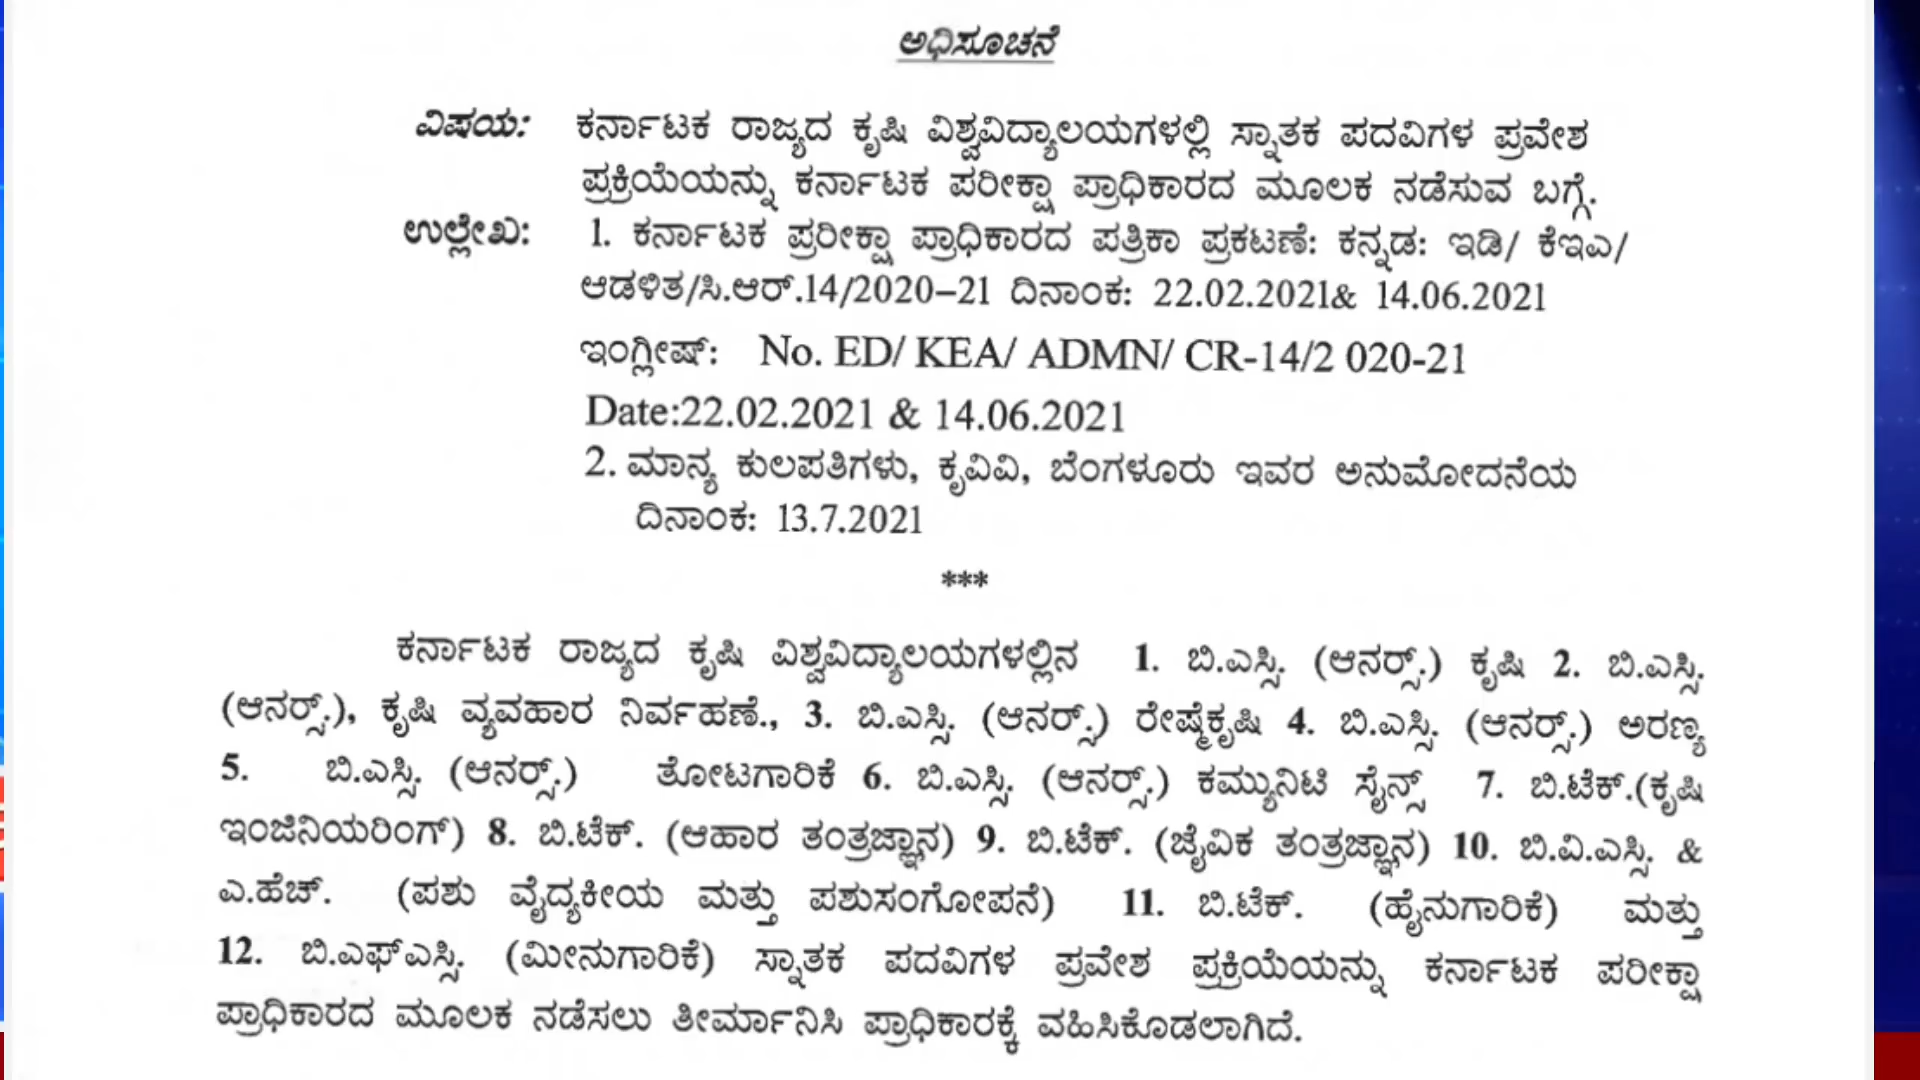 ಅಧಿಸೂಚನೆ
ವಿಷಯ: ಕರ್ನಾಟಕ ರಾಜ್ಯದ ಕೃಷಿ ವಿಶ್ವವಿದ್ಯಾಲಯಗಳಲ್ಲಿ ಸ್ನಾತಕ ಪದವಿಗಳ ಪ್ರವೇಶ
ಪ್ರಕ್ರಿಯೆಯನ್ನು ಕರ್ನಾಟಕ ಪರೀಕ್ಷಾ ಪ್ರಾಧಿಕಾರದ ಮೂಲಕ ನಡೆಸುವ ಬಗ್ಗೆ.
ಉಲ್ಲೇಖ: 1. ಕರ್ನಾಟಕ ಪ್ರರೀಕ್ಷಾ ಪ್ರಾಧಿಕಾರದ ಪತ್ರಿಕಾ ಪ್ರಕಟಣೆ: ಕನ್ನಡ: ಇಡಿ/ ಕೆಇಎ/
ಆಡಳಿತ/ಸಿ.ಆರ್.14/2020–21 ದಿನಾಂಕ: 22.02.2021& 14.06.2021
ಇಂಗ್ಲೀಷ್: No. ED/ KEA/ ADMN/ CR-14/2 020-21
Date:22.02.2021 & 14.06.2021
2. ಮಾನ್ಯ ಕುಲಪತಿಗಳು, ಕೃವಿವಿ, ಬೆಂಗಳೂರು ಇವರ ಅನುಮೋದನೆಯ
ದಿನಾಂಕ: 13.7.2021
***
ಕರ್ನಾಟಕ ರಾಜ್ಯದ ಕೃಷಿ ವಿಶ್ವವಿದ್ಯಾಲಯಗಳಲ್ಲಿನ 1. ಬಿ.ಎಸ್ಸಿ. (ಆನರ್ಸ್.) ಕೃಷಿ 2. ಬಿ.ಎಸ್ಸಿ.
(ಆನರ್ಸ್.), ಕೃಷಿ ವ್ಯವಹಾರ ನಿರ್ವಹಣೆ., 3. ಬಿ.ಎಸ್ಸಿ. (ಆನರ್ಸ್.) ರೇಷ್ಮೆಕೃಷಿ 4. ಬಿ.ಎಸ್ಸಿ. (ಆನರ್ಸ್.) ಅರಣ್ಯ
5. ಬಿ.ಎಸ್ಸಿ. (ಆನರ್ಸ್.) ತೋಟಗಾರಿಕೆ 6. ಬಿ.ಎಸ್ಸಿ. (ಆನರ್ಸ್.) ಕಮ್ಯುನಿಟಿ ಸೈನ್ಸ್ 7. ಬಿ.ಟೆಕ್.(ಕೃಷಿ
ಇಂಜಿನಿಯರಿಂಗ್) 8. ಬಿ.ಟೆಕ್. (ಆಹಾರ ತಂತ್ರಜ್ಞಾನ) 9. ಬಿ.ಟೆಕ್. (ಜೈವಿಕ ತಂತ್ರಜ್ಞಾನ) 10. ಬಿ.ವಿ.ಎಸ್ಸಿ. &
ಎ.ಹೆಚ್. (ಪಶು ವೈದ್ಯಕೀಯ ಮತ್ತು ಪಶುಸಂಗೋಪನೆ) 11. ಬಿ.ಟೆಕ್. (ಹೈನುಗಾರಿಕೆ) ಮತ್ತು
12. ಬಿ.ಎಫ್‌ಎಸ್ಸಿ. (ಮೀನುಗಾರಿಕೆ) ಸ್ನಾತಕ ಪದವಿಗಳ ಪ್ರವೇಶ ಪ್ರಕ್ರಿಯೆಯನ್ನು ಕರ್ನಾಟಕ ಪರೀಕ್ಷಾ
ಪ್ರಾಧಿಕಾರದ ಮೂಲಕ ನಡೆಸಲು ತೀರ್ಮಾನಿಸಿ ಪ್ರಾಧಿಕಾರಕ್ಕೆ ವಹಿಸಿಕೊಡಲಾಗಿದೆ.